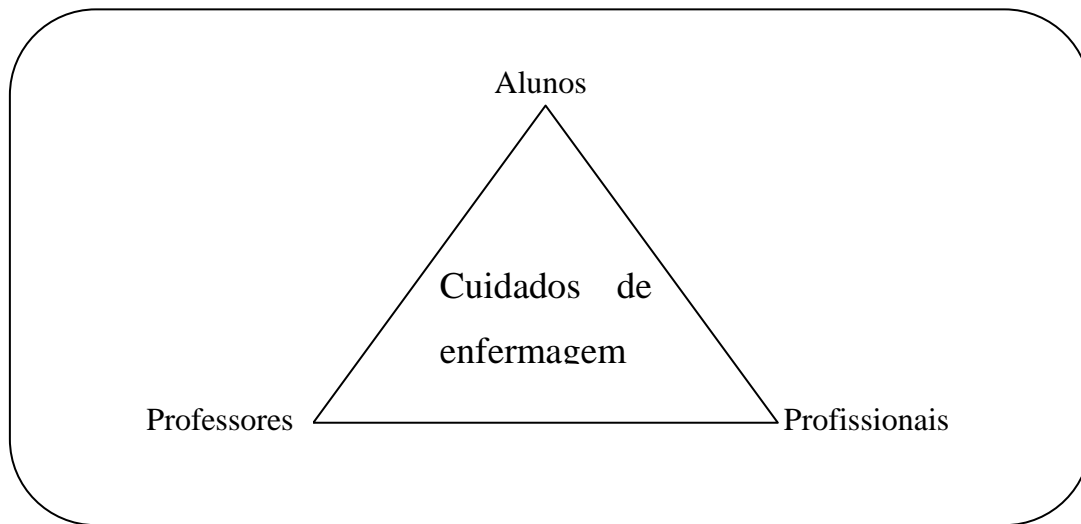 Alunos
Cuidados de
enfermagem
Professores
Profissionais